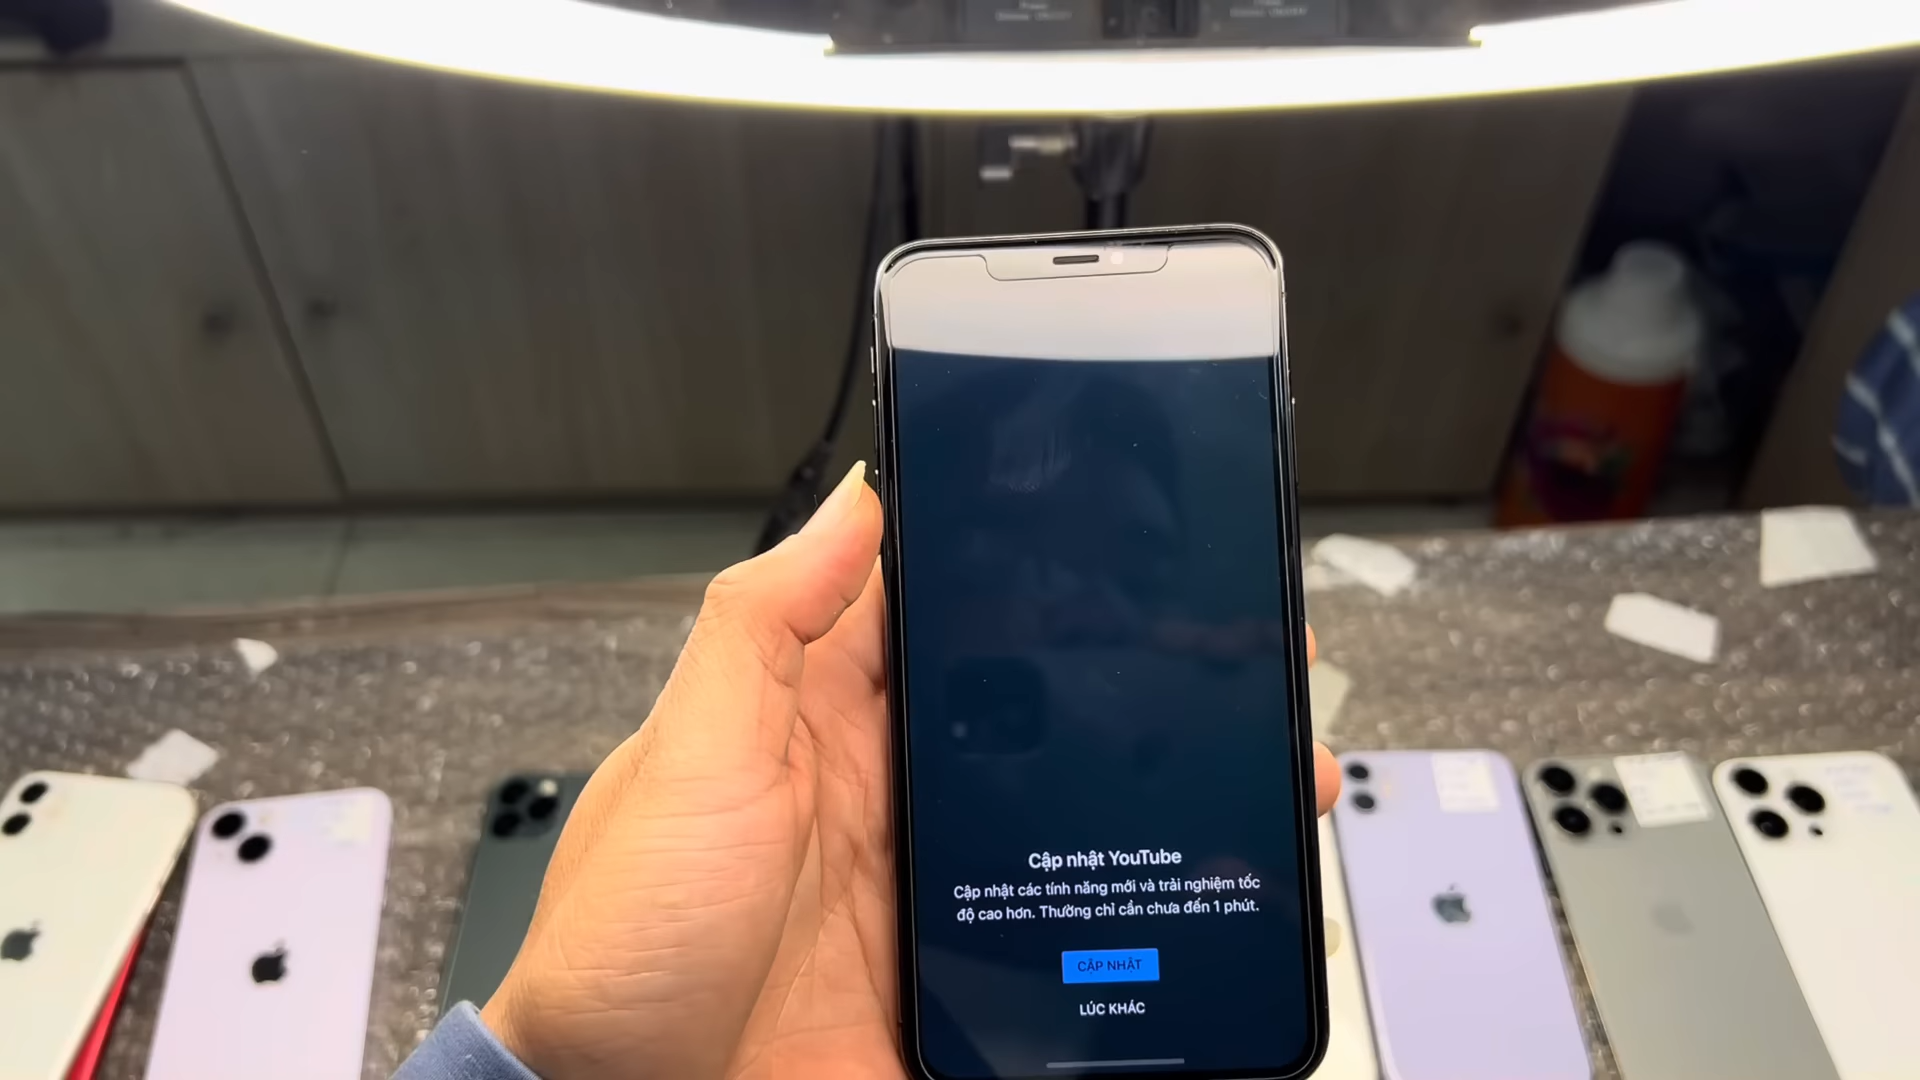 Cập nhật YouTube
Cập nhật các tính năng mới và trải nghiệm tốc
độ cao hơn. Thường chỉ cần chưa đến 1 phút.
CẬP NHẬT
LÚC KHÁC